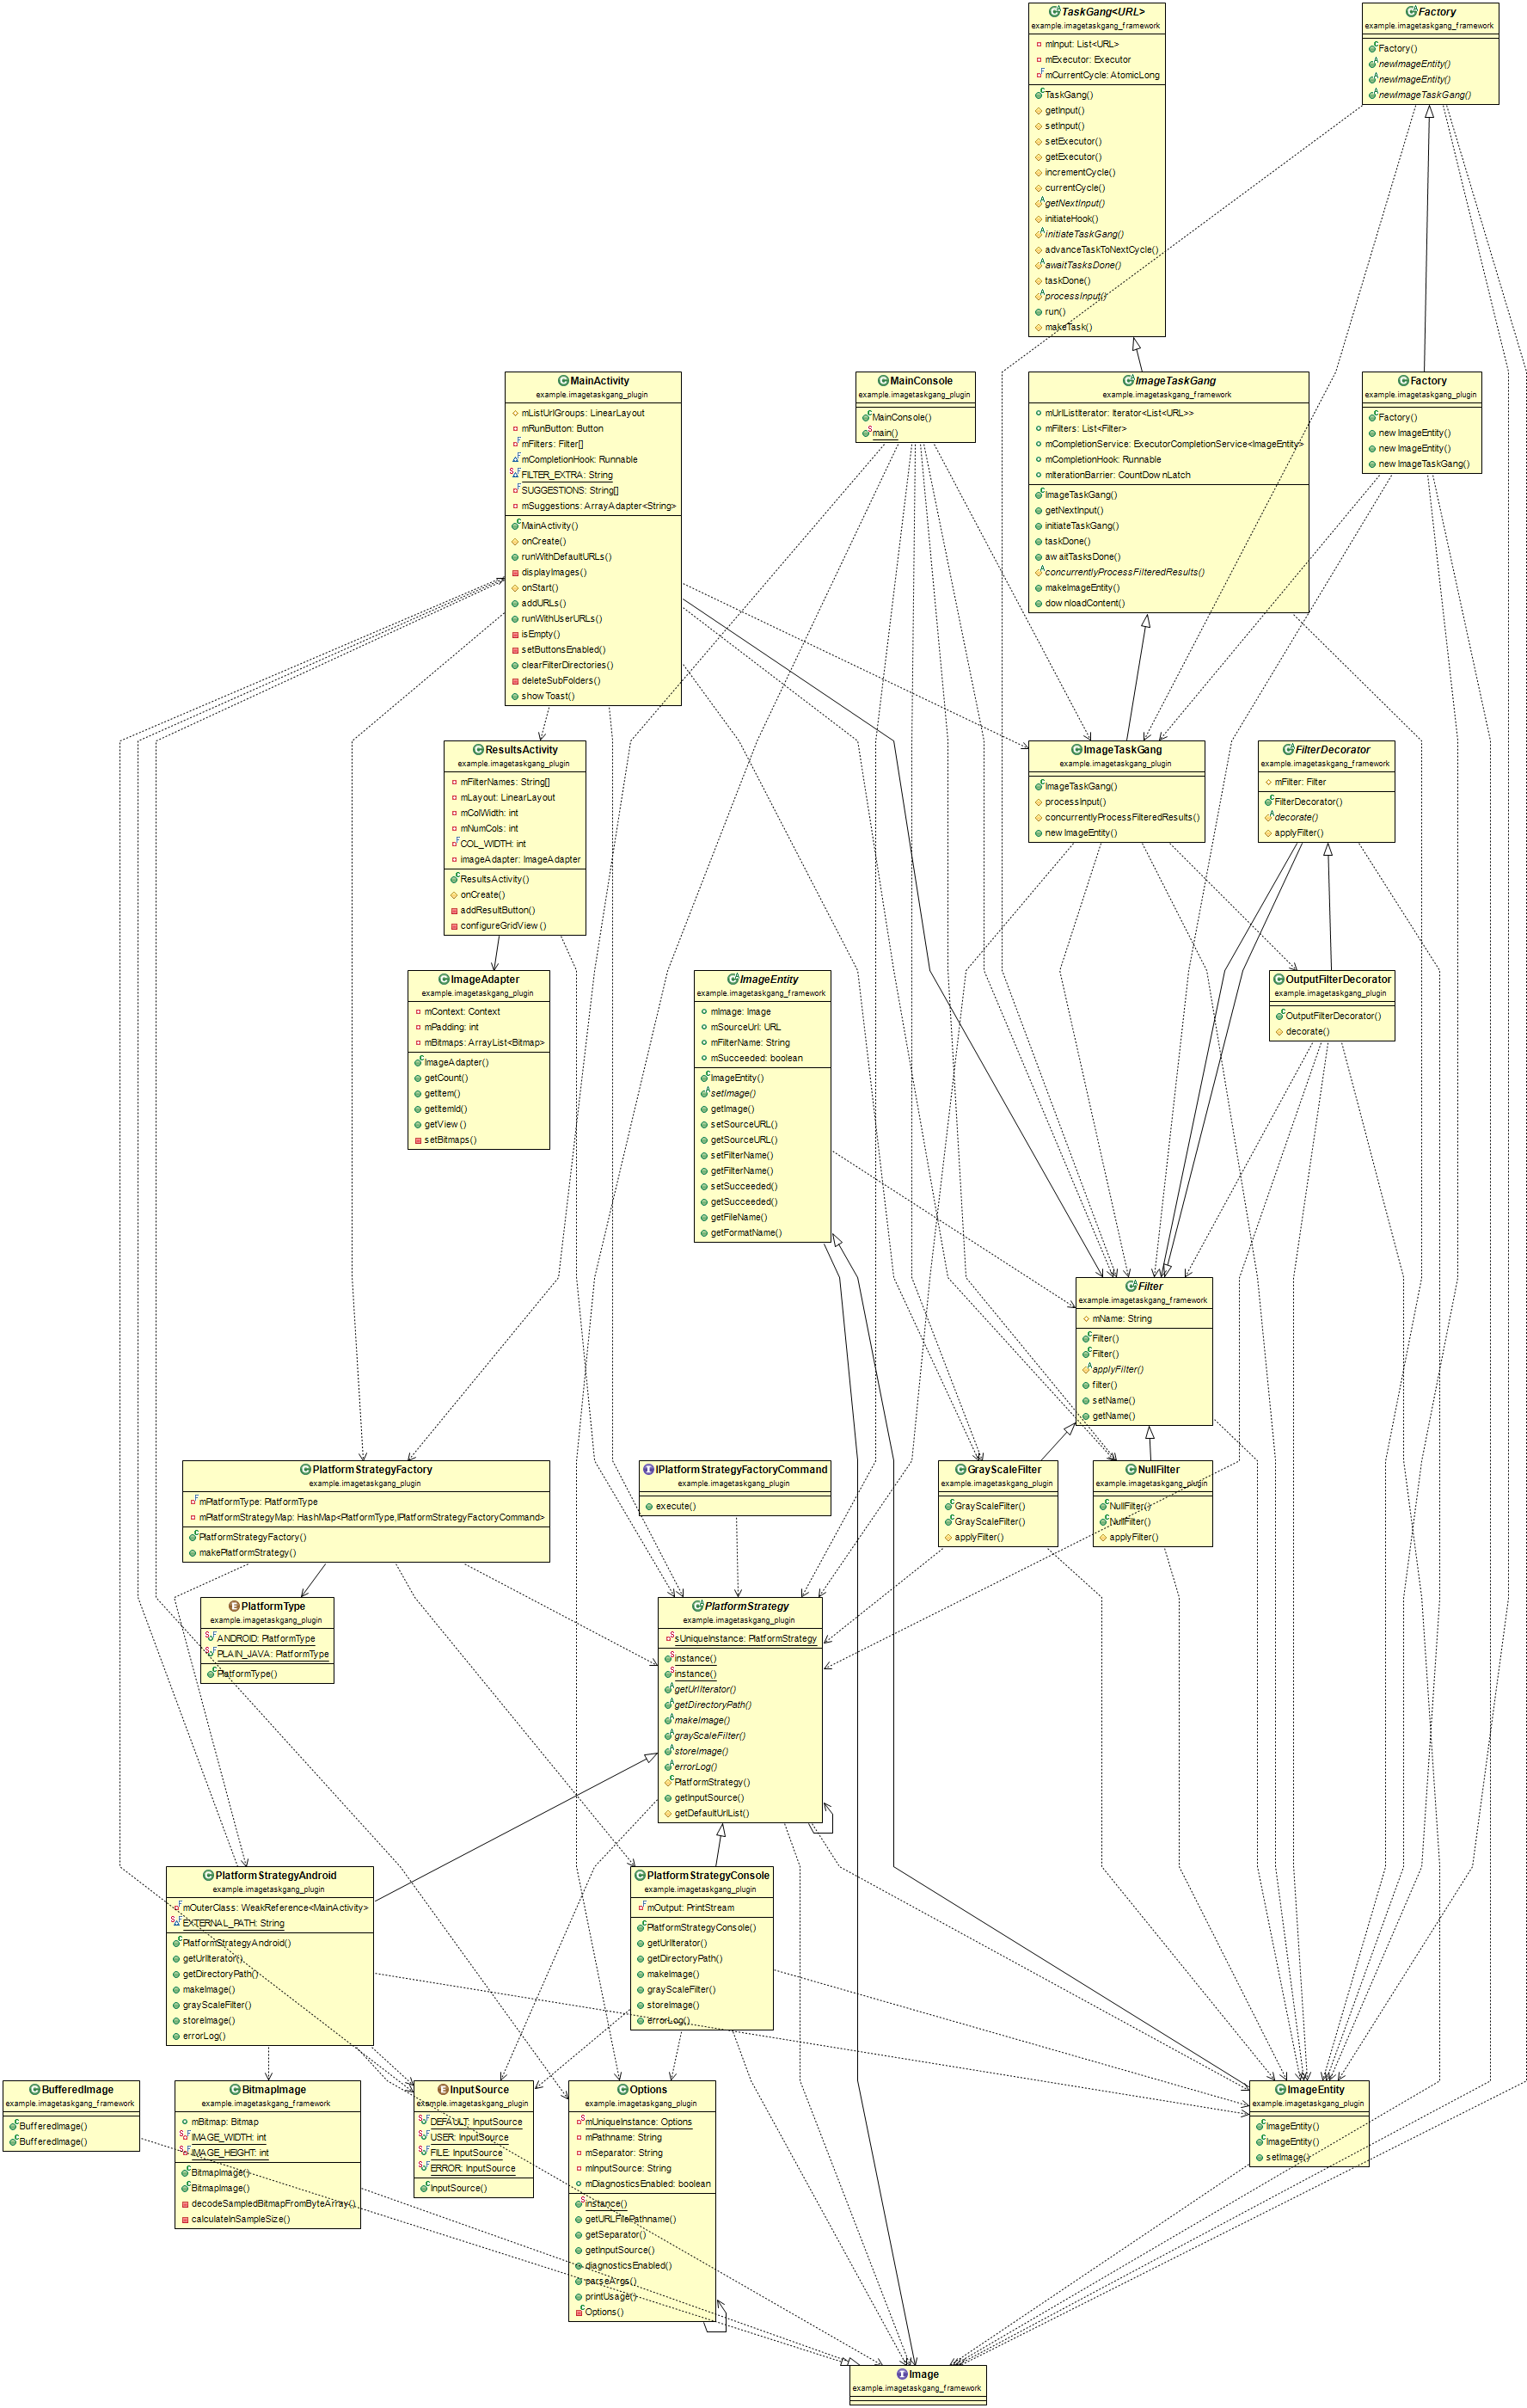 TaskGang<URL>
example.imagetaskgang_framework
mInput: List<URL>
mExecutor: Executor
mCurrentCycle: AtomicLong
TaskGang()
getInput()
setInput()
setExecutor()
getExecutor()
incrementCycle()
currentCycle()
getNextInput()
initiateHook()
initiateTaskGang()
advanceTaskToNextCycle()
awaitTasksDone()
taskDone()
processInput()
run()
makeTask()
Factory
example.imagetaskgang_framework
Factory()
newImageEntity()
newImageEntity()
newImageTaskGang()
MainActivity
example.imagetaskgang_plugin
mListUrlGroups: LinearLayout
mRunButton: Button
mFilters: Filter[]
mCompletionHook: Runnable
FILTER_EXTRA: String
SUGGESTIONS: String[]
mSuggestions: ArrayAdapter<String>
MainActivity()
onCreate()
runWithDefaultURLs()
displayImages()
onStart()
addURLs()
runWithUserURLs()
isEmpty()
setButtonsEnabled()
clearFilterDirectories()
deleteSubFolders()
showToast()
MainConsole
example.imagetaskgang_plugin
MainConsole()
main()
ImageTaskGang
example.imagetaskgang_framework
mUrlListIterator: Iterator<List<URL>>
mFilters: List<Filter>
mCompletionService: ExecutorCompletionService<ImageEntity>
mCompletionHook: Runnable
mIterationBarrier: CountDownLatch
ImageTaskGang()
getNextInput()
initiateTaskGang()
taskDone()
awaitTasksDone()
concurrentlyProcessFilteredResults()
makeImageEntity()
downloadContent()
Factory
example.imagetaskgang_plugin
Factory()
newImageEntity()
newImageEntity()
newImageTaskGang()
ResultsActivity
example.imagetaskgang_plugin
mFilterNames: String[]
mLayout: LinearLayout
mColWidth: int
mNumCols: int
COL_WIDTH: int
imageAdapter: ImageAdapter
ResultsActivity()
onCreate()
addResultButton()
configureGridView()
ImageTaskGang
example.imagetaskgang_plugin
ImageTaskGang()
processInput()
concurrentlyProcessFilteredResults()
newImageEntity()
FilterDecorator
example.imagetaskgang_framework
mFilter: Filter
FilterDecorator()
decorate()
applyFilter()
ImageAdapter
example.imagetaskgang_plugin
mContext: Context
mPadding: int
mBitmaps: ArrayList<Bitmap>
ImageAdapter()
getCount()
getItem()
getItemId()
getView()
setBitmaps()
ImageEntity
example.imagetaskgang_framework
mImage: Image
mSourceUrl: URL
mFilterName: String
mSucceeded: boolean
ImageEntity()
setImage()
getImage()
setSourceURL()
getSourceURL()
setFilterName()
getFilterName()
setSucceeded()
getSucceeded()
getFileName()
getFormatName()
OutputFilterDecorator
example.imagetaskgang_plugin
OutputFilterDecorator()
decorate()
Filter
example.imagetaskgang_framework
mName: String
Filter()
Filter()
applyFilter()
filter()
setName()
getName()
PlatformStrategyFactory
example.imagetaskgang_plugin
mPlatformType: PlatformType
mPlatformStrategyMap: HashMap<PlatformType,IPlatformStrategyFactoryCommand>
PlatformStrategyFactory()
makePlatformStrategy()
IPlatformStrategyFactoryCommand
example.imagetaskgang_plugin
execute()
GrayScaleFilter
example.imagetaskgang_plugin
GrayScaleFilter()
GrayScaleFilter()
applyFilter()
NullFilter
example.imagetaskgang_plugin
NullFilter()
NullFilter()
applyFilter()
PlatformType
example.imagetaskgang_plugin
ANDROID: PlatformType
PLAIN_JAVA: PlatformType
PlatformType()
PlatformStrategy
example.imagetaskgang_plugin
sUniqueInstance: PlatformStrategy
instance()
instance()
getUrlIterator()
getDirectoryPath()
makeImage()
grayScaleFilter()
storeImage()
errorLog()
PlatformStrategy()
getInputSource()
getDefaultUrlList()
PlatformStrategyAndroid
example.imagetaskgang_plugin
mOuterClass: WeakReference<MainActivity>
EXTERNAL_PATH: String
PlatformStrategyAndroid()
getUrlIterator()
getDirectoryPath()
makeImage()
grayScaleFilter()
storeImage()
errorLog()
PlatformStrategyConsole
example.imagetaskgang_plugin
mOutput: PrintStream
PlatformStrategyConsole()
getUrlIterator()
getDirectoryPath()
makeImage()
grayScaleFilter()
storeImage()
errorLog()
BufferedImage
example.imagetaskgang_framework
BufferedImage()
BufferedImage()
BitmapImage
example.imagetaskgang_framework
mBitmap: Bitmap
IMAGE_WIDTH: int
IMAGE_HEIGHT: int
BitmapImage()
BitmapImage()
decodeSampledBitmapFromByteArray()
calculateInSampleSize()
InputSource
example.imagetaskgang_plugin
DEFAULT: InputSource
USER: InputSource
FILE: InputSource
ERROR: InputSource
InputSource()
Options
example.imagetaskgang_plugin
mUniqueInstance: Options
mPathname: String
mSeparator: String
mInputSource: String
mDiagnosticsEnabled: boolean
instance()
getURLFilePathname()
getSeparator()
getInputSource()
diagnosticsEnabled()
parseArgs()
printUsage()
Options()
ImageEntity
example.imagetaskgang_plugin
ImageEntity()
ImageEntity()
setImage()
Image
example.imagetaskgang_framework